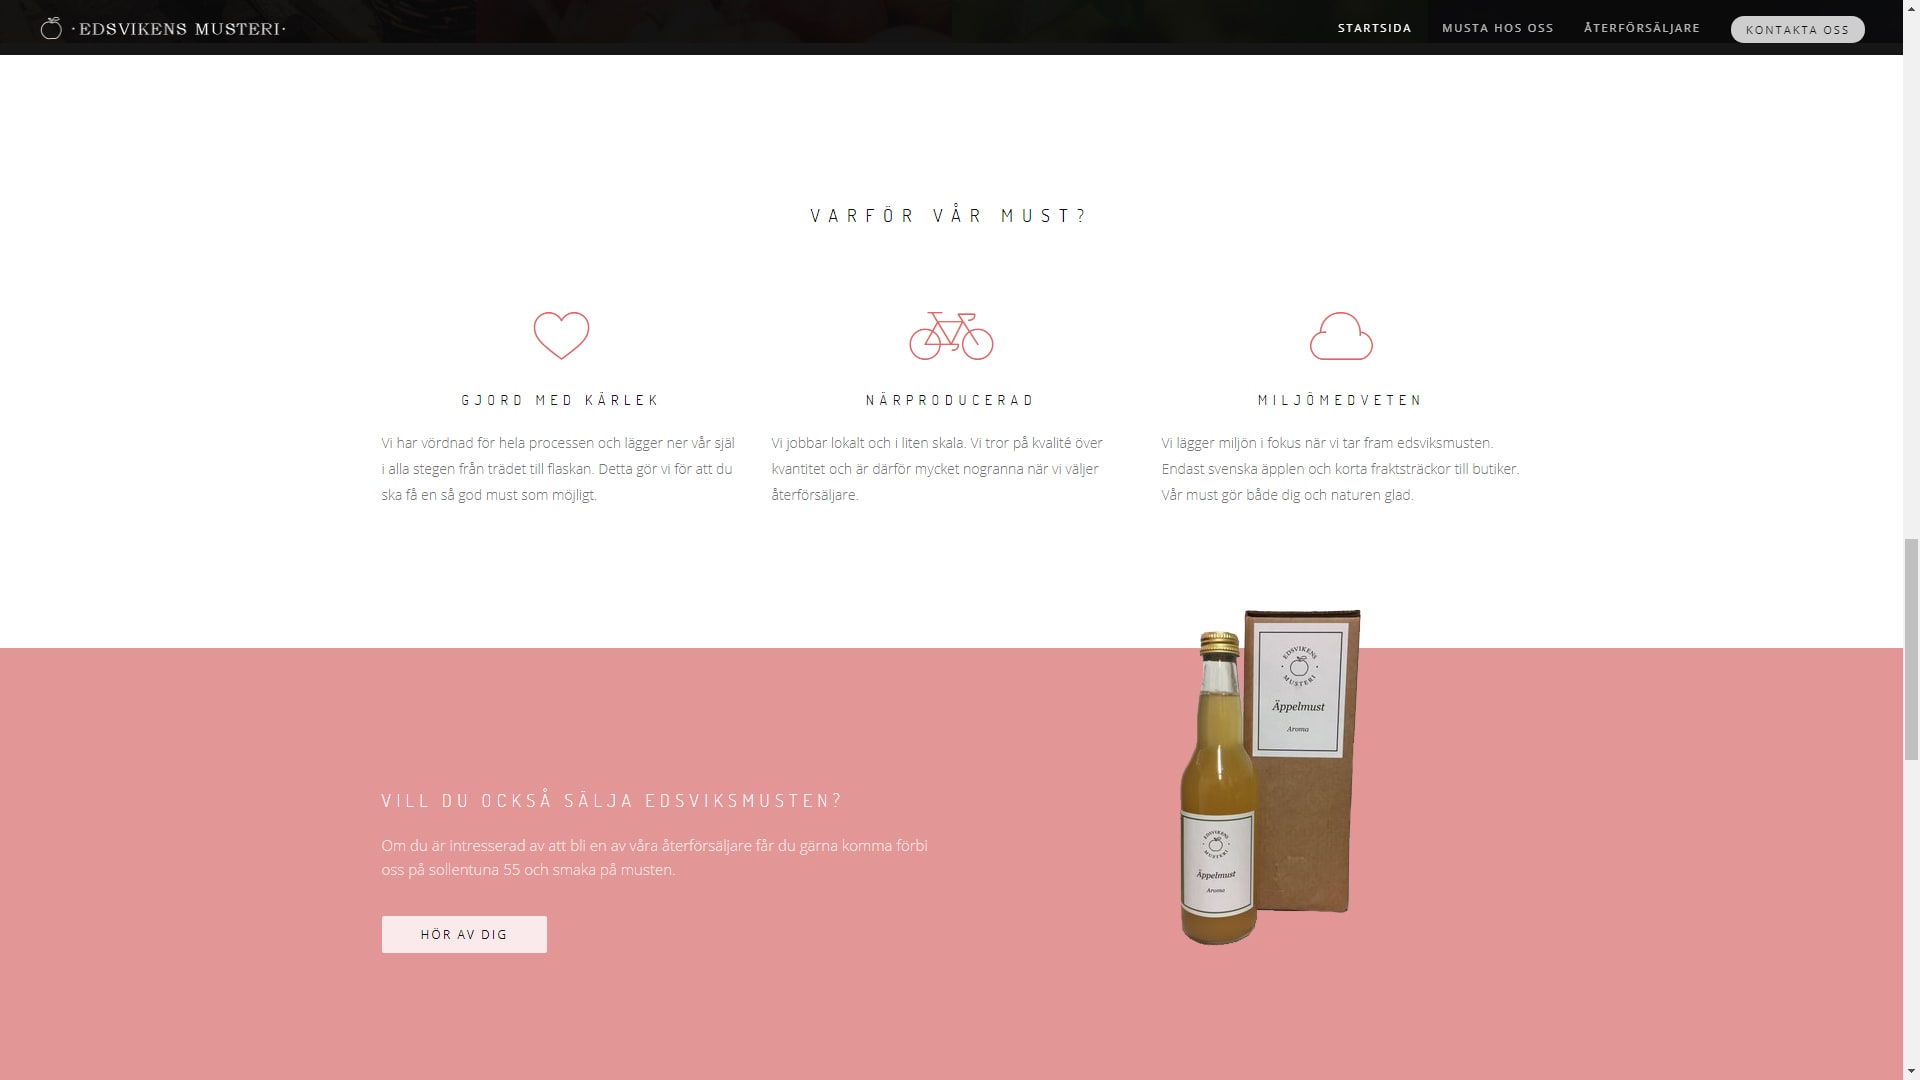 ·EDSVIKENS MUSTERI·
STARTSIDA
MUSTA HOS OSS
ÅTERFÖRSÄLJARE
KONTAKTA OSS
VARFÖR VÅR MUST?
GJORD MED KÄRLEK
Vi har vördnad för hela processen och lägger ner vår själ
i alla stegen från trädet till flaskan. Detta gör vi för att du
ska få en så god must som möjligt.
NÄRPRODUCERAD
Vi jobbar lokalt och i liten skala. Vi tror på kvalité över
kvantitet och är därför mycket nogranna när vi väljer
återförsäljare.
MILJÖMEDVETEN
Vi lägger miljön i fokus när vi tar fram edsviksmusten.
Endast svenska äpplen och korta fraktsträckor till butiker.
Vår must gör både dig och naturen glad.
VILL DU OCKSÅ SÄLJA EDSVIKSMUSTEN?
Om du är intresserad av att bli en av våra återförsäljare får du gärna komma förbi
oss på sollentuna 55 och smaka på musten.
HÖR AV DIG
EDSVIKENS
MUSTERI
Äppelmust
Aroma
EDSVIKENS
MUSTERI
Äppelmust
Aroma